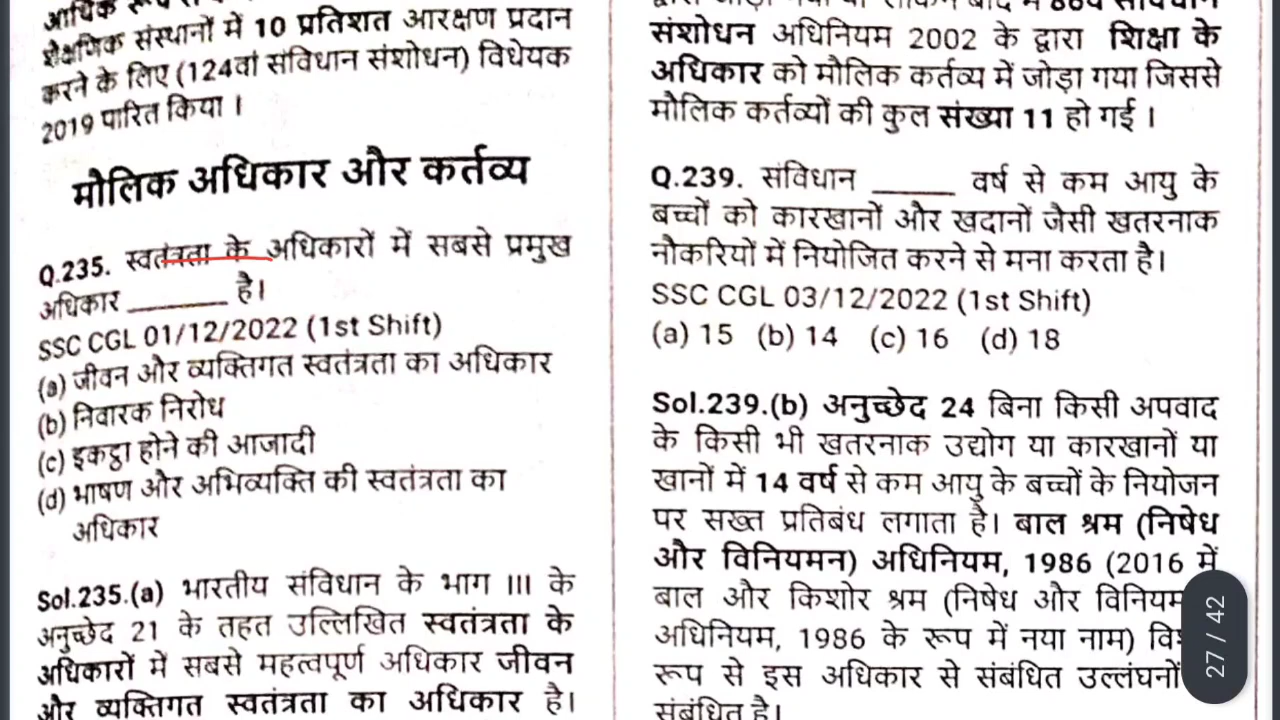 शैक्षणिक संस्थानों में 10 प्रतिशत आरक्षण प्रदान
करने के लिए (124वां संविधान संशोधन) विधेयक
2019 पारित किया ।
मौलिक अधिकार और कर्तव्य
Q.235. स्वतंत्रता के अधिकारों में सबसे प्रमुख
अधिकार ________ है।
SSC CGL 01/12/2022 (1st Shift)
(a) जीवन और व्यक्तिगत स्वतंत्रता का अधिकार
(b) निवारक निरोध
(c) इकट्ठा होने की आजादी
(d) भाषण और अभिव्यक्ति की स्वतंत्रता का
अधिकार
Sol.235.(a) भारतीय संविधान के भाग III के
अनुच्छेद 21 के तहत उल्लिखित स्वतंत्रता के
अधिकारों में सबसे महत्वपूर्ण अधिकार जीवन
और व्यक्तिगत स्वतंत्रता का अधिकार है।
संशोधन अधिनियम 2002 के द्वारा शिक्षा के
अधिकार को मौलिक कर्तव्य में जोड़ा गया जिससे
मौलिक कर्तव्यों की कुल संख्या 11 हो गई ।
Q.239. संविधान ______ वर्ष से कम आयु के
बच्चों को कारखानों और खदानों जैसी खतरनाक
नौकरियों में नियोजित करने से मना करता है।
SSC CGL 03/12/2022 (1st Shift)
(a) 15 (b) 14 (c) 16 (d) 18
Sol.239.(b) अनुच्छेद 24 बिना किसी अपवाद
के किसी भी खतरनाक उद्योग या कारखानों या
खानों में 14 वर्ष से कम आयु के बच्चों के नियोजन
पर सख्त प्रतिबंध लगाता है। बाल श्रम (निषेध
और विनियमन) अधिनियम, 1986 (2016 में
बाल और किशोर श्रम (निषेध और
अधिनियम, 1986 के रूप में नया नाम)
रूप से इस अधिकार से संबंधित उल्लंघनों
संबंधित है।
27 / 42